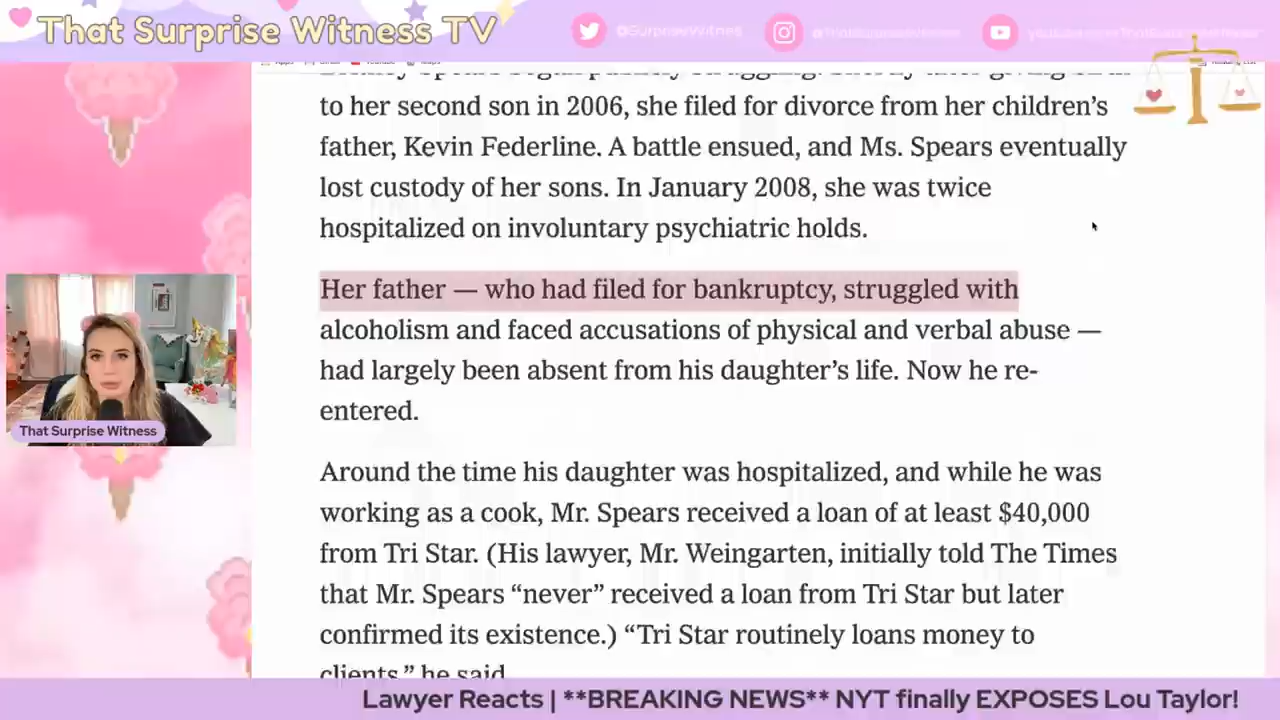 That Surprise Witness TV
@SurpriseWitnes
@ThatSurpriseWitness
to her second son in 2006, she filed for divorce from her children’s
father, Kevin Federline. A battle ensued, and Ms. Spears eventually
lost custody of her sons. In January 2008, she was twice
hospitalized on involuntary psychiatric holds.
Her father — who had filed for bankruptcy, struggled with
alcoholism and faced accusations of physical and verbal abuse —
had largely been absent from his daughter’s life. Now he re-
entered.
Around the time his daughter was hospitalized, and while he was
working as a cook, Mr. Spears received a loan of at least $40,000
from Tri Star. (His lawyer, Mr. Weingarten, initially told The Times
that Mr. Spears “never” received a loan from Tri Star but later
confirmed its existence.) “Tri Star routinely loans money to
clients,” he said.
That Surprise Witness
Lawyer Reacts | **BREAKING NEWS** NYT finally EXPOSES Lou Taylor!